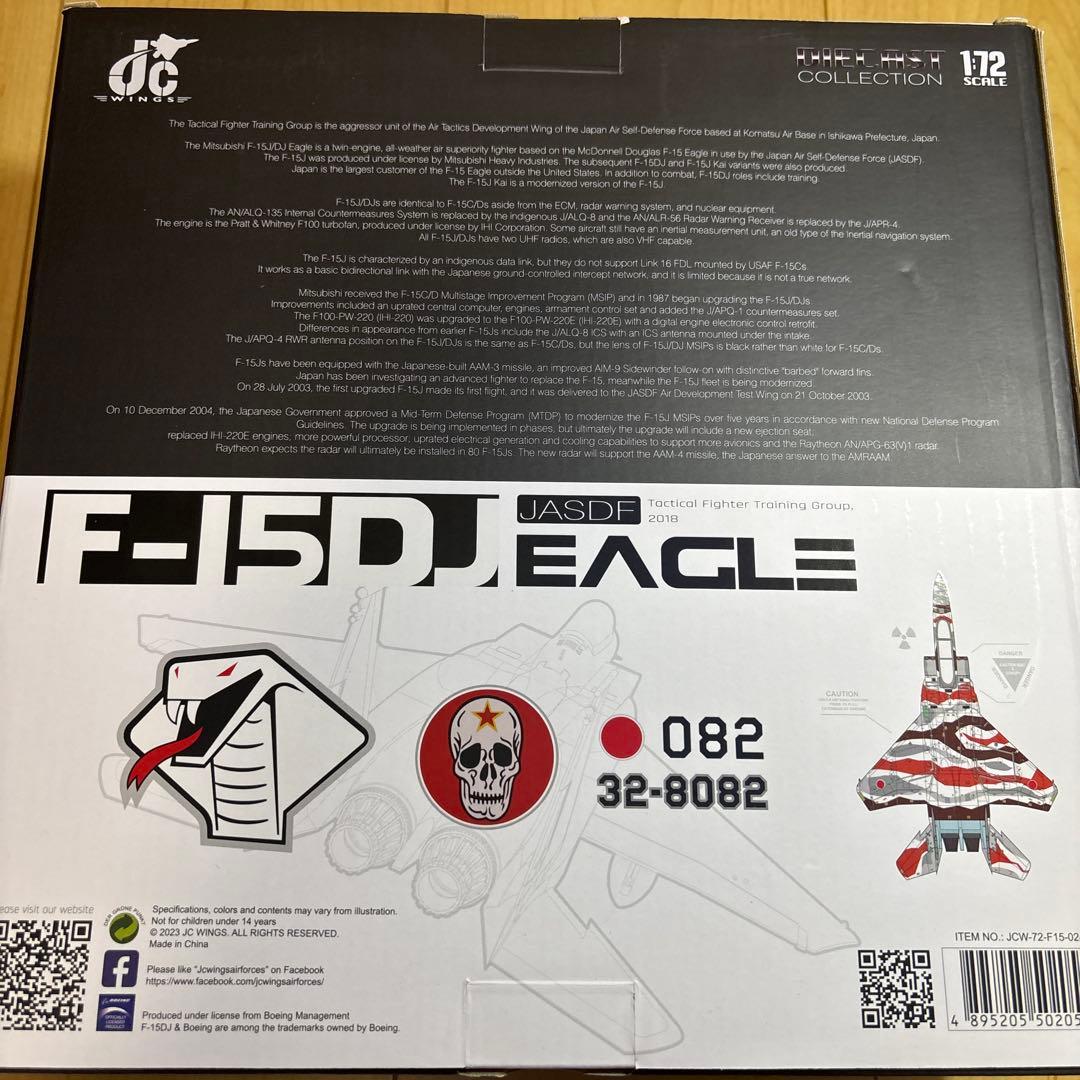 JC
WINGS
DIECAST
COLLECTION
1:72
SCALE
The Tactical Fighter Training Group is the aggressor unit of the Air Tactics Development Wing of the Japan Air Self-Defense Force based at Komatsu Air Base in Ishikawa Prefecture, Japan.
The Mitsubishi F-15J/DJ Eagle is a twin-engine, all-weather air superiority fighter based on the McDonnell Douglas F-15 Eagle in use by the Japan Air Self-Defense Force (JASDF).
The F-15J was produced under license by Mitsubishi Heavy Industries. The subsequent F-15DJ and F-15J Kai variants were also produced.
Japan is the largest customer of the F-15 Eagle outside the United States. In addition to combat, F-15DJ roles include training.
The F-15J Kai is a modernized version of the F-15J.
F-15J/DJs are identical to F-15C/Ds aside from the ECM, radar warning system, and nuclear equipment.
The AN/ALQ-135 Internal Countermeasures System is replaced by the indigenous J/ALQ-8 and the AN/ALR-56 Radar Warning Receiver is replaced by the J/APR-4.
The engine is the Pratt & Whitney F100 turbofan, produced under license by IHI Corporation. Some aircraft still have an inertial measurement unit, an old type of the Inertial navigation system.
All F-15J/DJs have two UHF radios, which are also VHF capable.
The F-15J is characterized by an indigenous data link, but they do not support Link 16 FDL mounted by USAF F-15Cs.
It works as a basic bidirectional link with the Japanese ground-controlled intercept network, and it is limited because it is not a true network.
Mitsubishi received the F-15C/D Multistage Improvement Program (MSIP) and in 1987 began upgrading the F-15J/DJs.
Improvements included an uprated central computer, engines, armament control set and added the J/APQ-1 countermeasures set.
The F100-PW-220 (IHI-220) was upgraded to the F100-PW-220E (IHI-220E) with a digital engine electronic control retrofit.
Differences in appearance from earlier F-15Js include the J/ALQ-8 ICS with an ICS antenna mounted under the intake.
The J/APQ-4 RWR antenna position on the F-15J/DJs is the same as F-15C/Ds, but the lens of F-15J/DJ MSIPs is black rather than white for F-15C/Ds.
F-15Js have been equipped with the Japanese-built AAM-3 missile, an improved AIM-9 Sidewinder follow-on with distinctive "barbed" forward fins.
Japan has been investigating an advanced fighter to replace the F-15, meanwhile the F-15J fleet is being modernized.
On 28 July 2003, the first upgraded F-15J made its first flight, and it was delivered to the JASDF Air Development Test Wing on 21 October 2003.
On 10 December 2004, the Japanese Government approved a Mid-Term Defense Program (MTDP) to modernize the F-15J MSIPs over five years in accordance with new National Defense Program
Guidelines. The upgrade is being implemented in phases, but ultimately the upgrade will include a new ejection seat;
replaced IHI-220E engines; more powerful processor; uprated electrical generation and cooling capabilities to support more avionics and the Raytheon AN/APG-63(V)1 radar.
Raytheon expects the radar will ultimately be installed in 80 F-15Js. The new radar will support the AAM-4 missile, the Japanese answer to the AMRAAM.
F-15DJ
JASDF
Tactical Fighter Training Group,
2018
EAGLE
082
32-8082
DANGER
CAUTION
ease visit our website
DER GRÜNE PUNKT
Specifications, colors and contents may vary from illustration.
Not for children under 14 years
© 2023 JC WINGS. ALL RIGHTS RESERVED.
Made in China
Please like "Jcwingsairforces" on Facebook
https://www.facebook.com/jcwingsairforces/
BOEING
OFFICIALLY
LICENSED
PRODUCT
Produced under license from Boeing Management
F-15DJ & Boeing are among the trademarks owned by Boeing.
ITEM NO.: JCW-72-F15-02
4 895205 50205